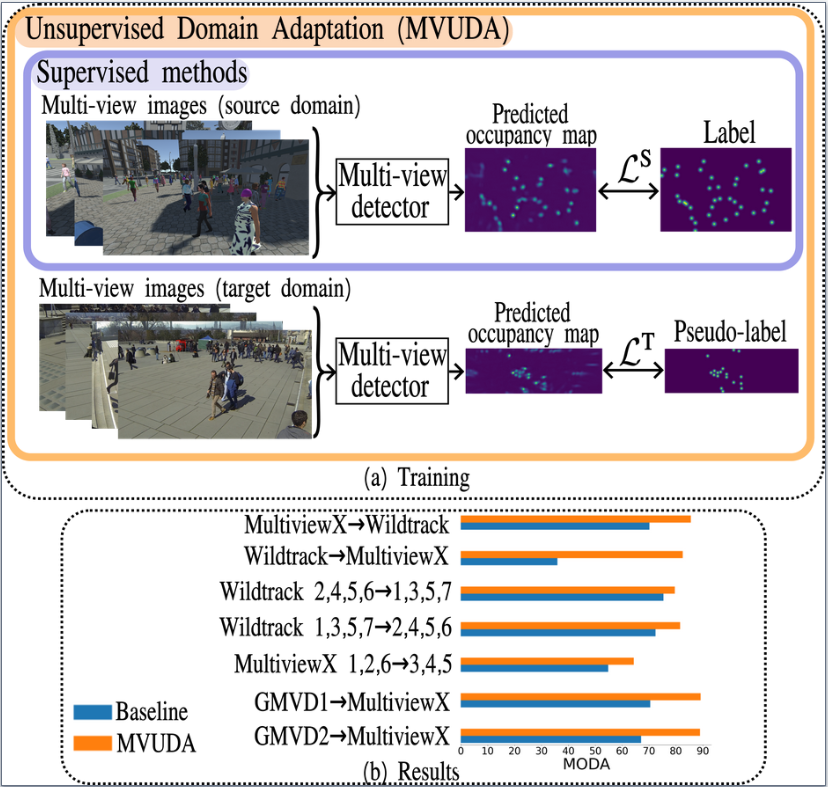 Unsupervised Domain Adaptation (MVUDA)
Supervised methods
Multi-view images (source domain)
Multi-view
detector
Predicted
occupancy map
ℒS
Label
Multi-view images (target domain)
Multi-view
detector
Predicted
occupancy map
ℒT
Pseudo-label
(a) Training
MultiviewX→Wildtrack
Wildtrack→MultiviewX
Wildtrack 2,4,5,6→1,3,5,7
Wildtrack 1,3,5,7→2,4,5,6
MultiviewX 1,2,6→3,4,5
GMVD1→MultiviewX
GMVD2→MultiviewX
Baseline
MVUDA
0 10 20 30 40 50 60 70 80 90
MODA
(b) Results